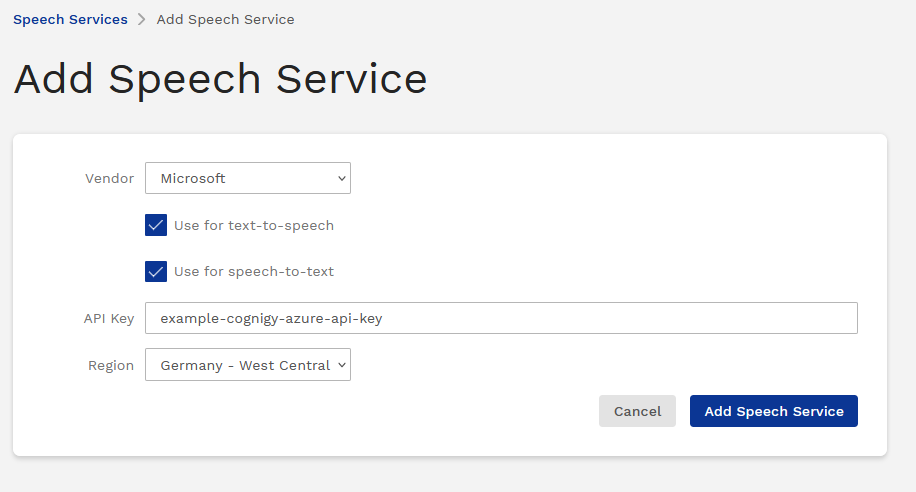 Speech Services > Add Speech Service
Add Speech Service
Vendor Microsoft
Use for text-to-speech
Use for speech-to-text
API Key example-cognigy-azure-api-key
Region Germany - West Central
Cancel Add Speech Service